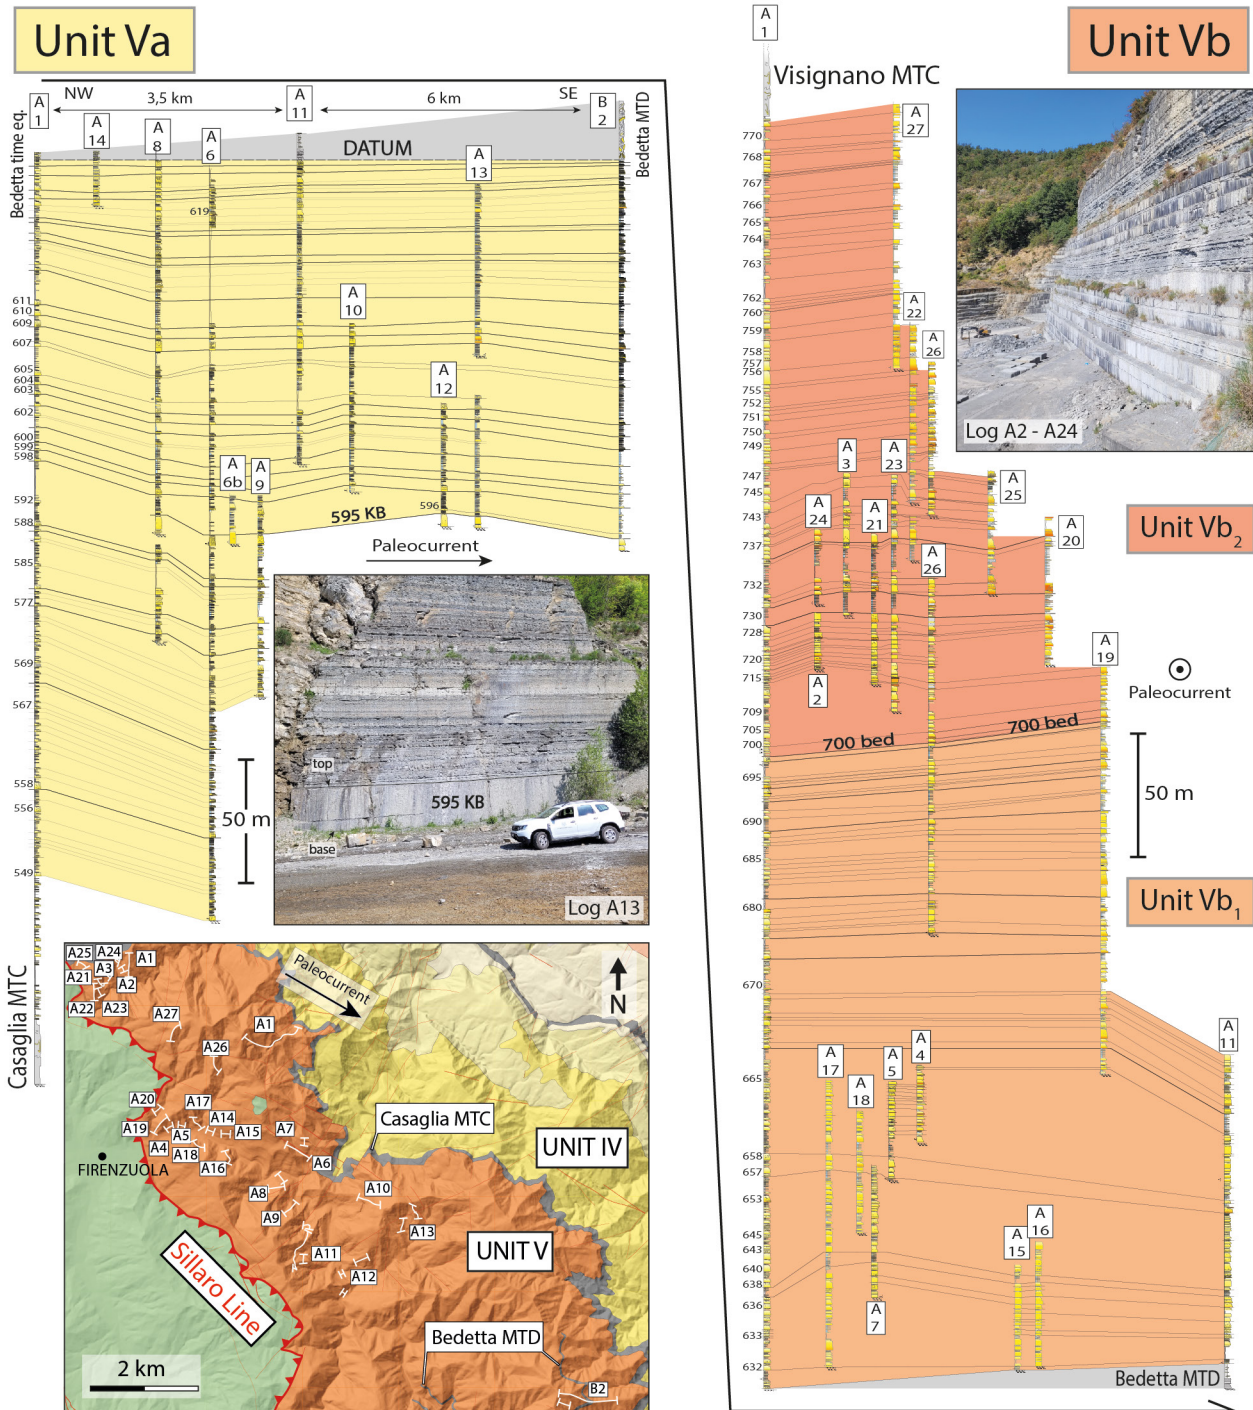 Unit Va
NW
3,5 km
6 km
SE
A
1
A
14
A
8
A
6
A
11
A
13
B
2
DATUM
Bedetta time eq.
Bedetta MTD
619
A
10
A
12
611
610
609
607
605
604
603
602
600
599
598
592
588
585
577
569
567
558
556
549
A
6b
A
9
596
595 KB
Paleocurrent
50 m
top
595 KB
base
Log A13
Casaglia MTC
A25
A24
A1
A3
A21
A2
A22
A23
A27
A1
A26
Paleocurrent
N
A20
A17
A14
A15
A7
A19
A5
A4
A18
A16
A6
Casaglia MTC
UNIT IV
FIRENZUOLA
A8
A10
A9
A13
A11
A12
UNIT V
Sillaro Line
Bedetta MTD
B2
2 km
A
1
Unit Vb
Visignano MTC
A
27
770
768
767
766
765
764
763
762
760
759
758
757
756
755
752
751
750
749
747
745
743
737
732
730
728
720
715
709
705
700
695
690
685
680
670
665
658
657
653
645
643
640
638
636
633
632
A
22
A
26
Log A2 - A24
A
3
A
23
A
25
A
24
A
21
A
20
A
26
Unit Vb2
A
2
A
19
Paleocurrent
700 bed
700 bed
50 m
Unit Vb1
A
17
A
18
A
5
A
4
A
11
A
7
A
15
A
16
Bedetta MTD